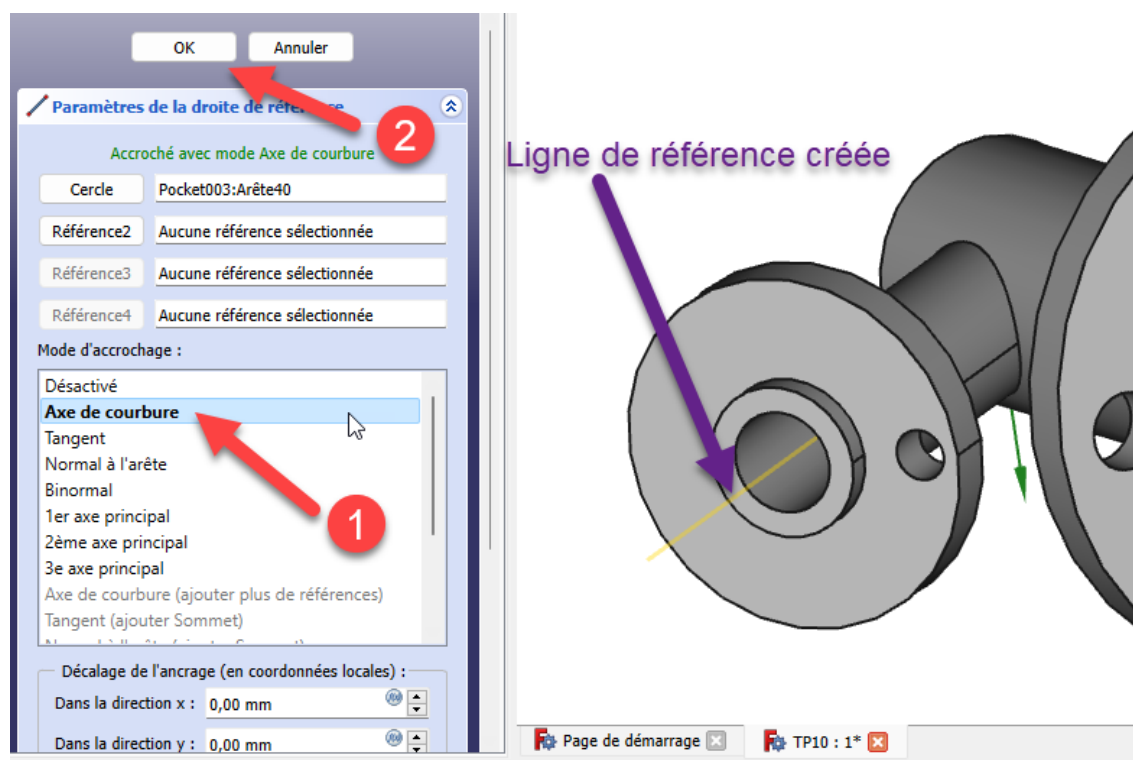 OK Annuler
Paramètres de la droite de référence
2
Accroché avec mode Axe de courbure
Cercle Pocket003:Arête40
Référence2 Aucune référence sélectionnée
Référence3 Aucune référence sélectionnée
Référence4 Aucune référence sélectionnée
Mode d'accrochage :
Désactivé
Axe de courbure
Tangent
Normal à l'arête
Binormal
1er axe principal
1
2ème axe principal
3e axe principal
Axe de courbure (ajouter plus de références)
Tangent (ajouter Sommet)
Décalage de l'ancrage (en coordonnées locales) :
Dans la direction x : 0,00 mm
Dans la direction y : 0,00 mm
Ligne de référence créée
Page de démarrage
TP10 : 1*